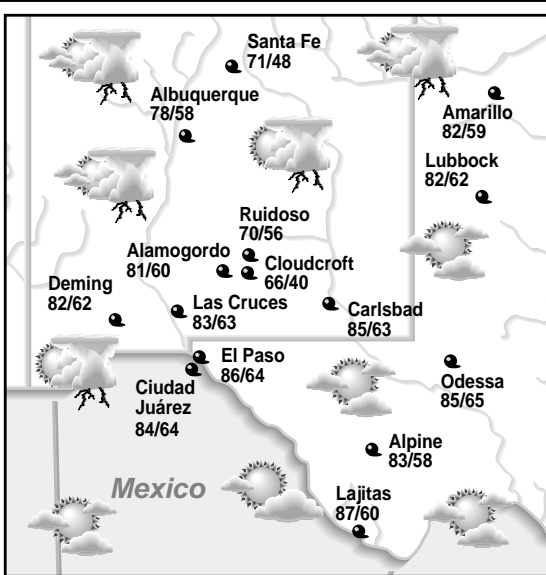 Santa Fe
71/48
Albuquerque
78/58
Amarillo
82/59
Lubbock
82/62
Ruidoso
70/56
Alamogordo
81/60
Cloudcroft
66/40
Deming
82/62
Las Cruces
83/63
Carlsbad
85/63
El Paso
86/64
Ciudad
Juárez
84/64
Odessa
85/65
Alpine
83/58
Mexico
Lajitas
87/60